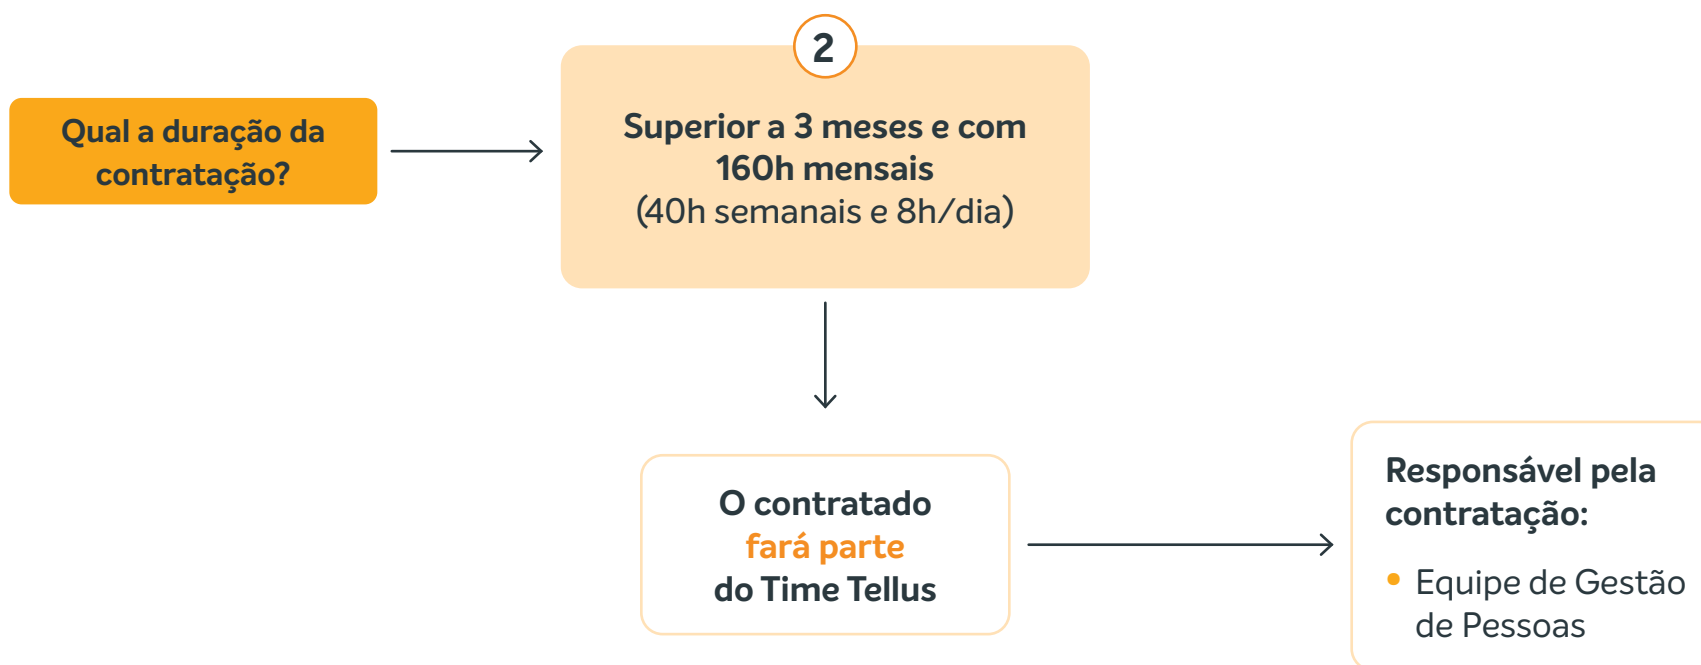 Qual a duração da
contratação?
2
Superior a 3 meses e com
160h mensais
(40h semanais e 8h/dia)
O contratado
fará parte
do Time Tellus
Responsável pela
contratação:
• Equipe de Gestão
de Pessoas